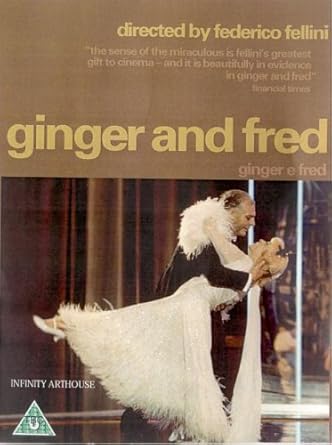 directed by federico fellini
"the sense of the miraculous is fellini's greatest
gift to cinema – and it is beautifully in evidence
in ginger and fred"
financial times
ginger and fred
ginger e fred
INFINITY ARTHOUSE
U